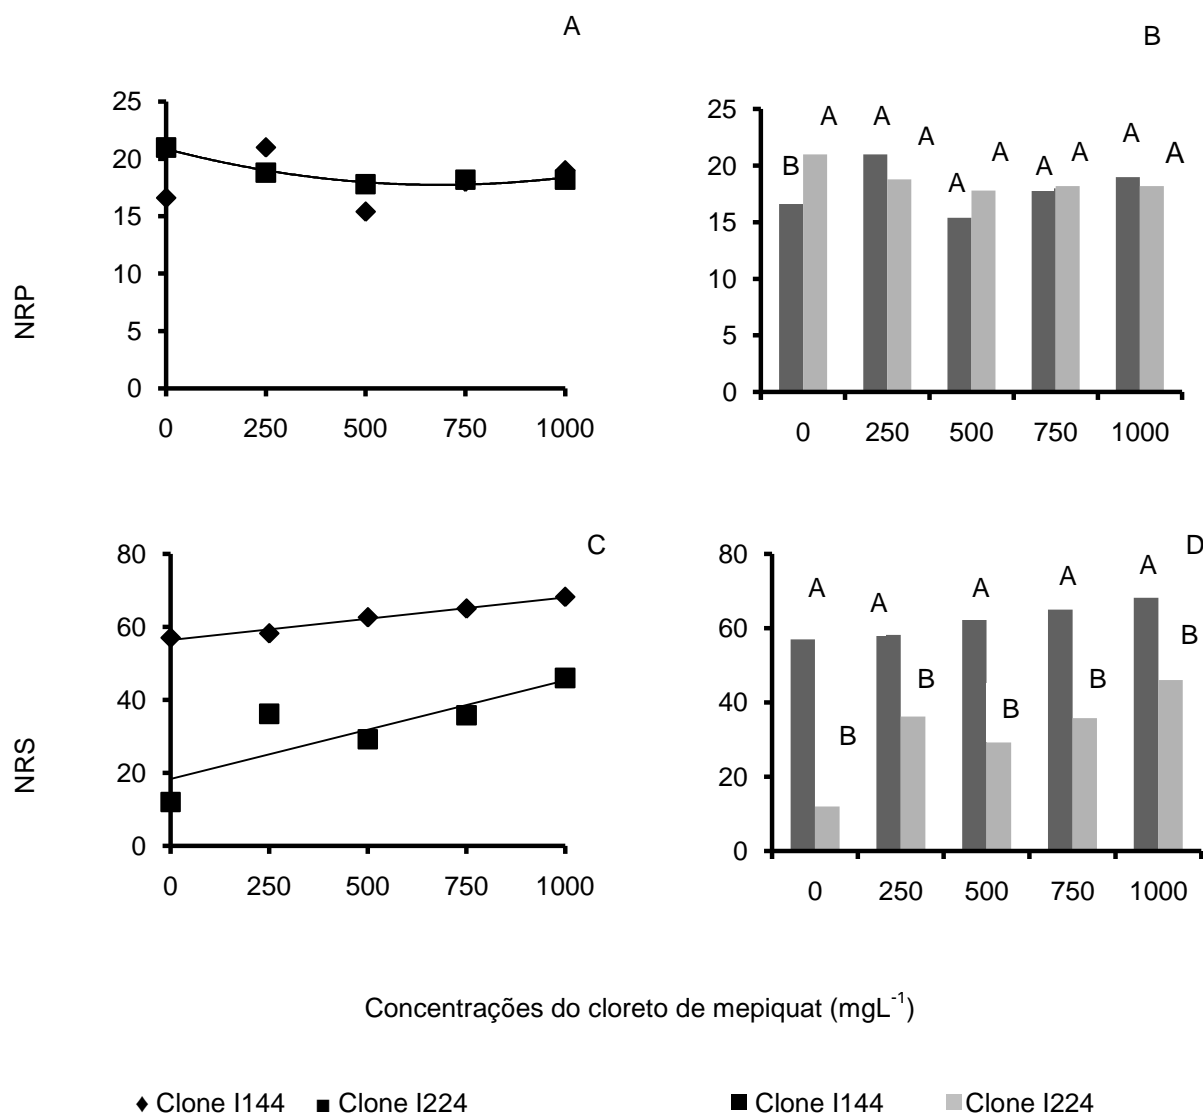 A
B
25
20
15
10
5
0
NRP
0 250 500 750 1000
25
20
15
10
5
0
B A A A A A A A A A
0 250 500 750 1000
C
D
80
60
40
20
0
NRS
0 250 500 750 1000
80
60
40
20
0
A B A B A B A B A B
0 250 500 750 1000
Concentrações do cloreto de mepiquat (mgL⁻¹)
Clone I144 Clone I224
Clone I144 Clone I224